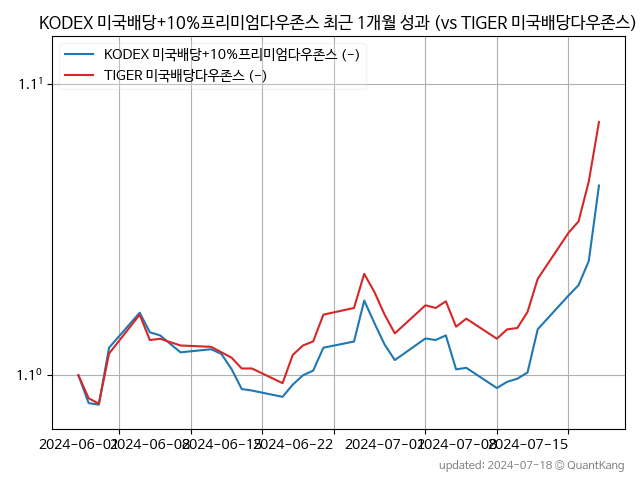 KODEX 미국배당+10%프리미엄다우존스 최근 1개월 성과 (vs TIGER 미국배당다우존스)
KODEX 미국배당+10%프리미엄다우존스 (-)
TIGER 미국배당다우존스 (-)
1.1¹
1.1⁰
2024-06-01 2024-06-08 2024-06-15 2024-06-22 2024-07-01 2024-07-08 2024-07-15
updated: 2024-07-18 © QuantKang